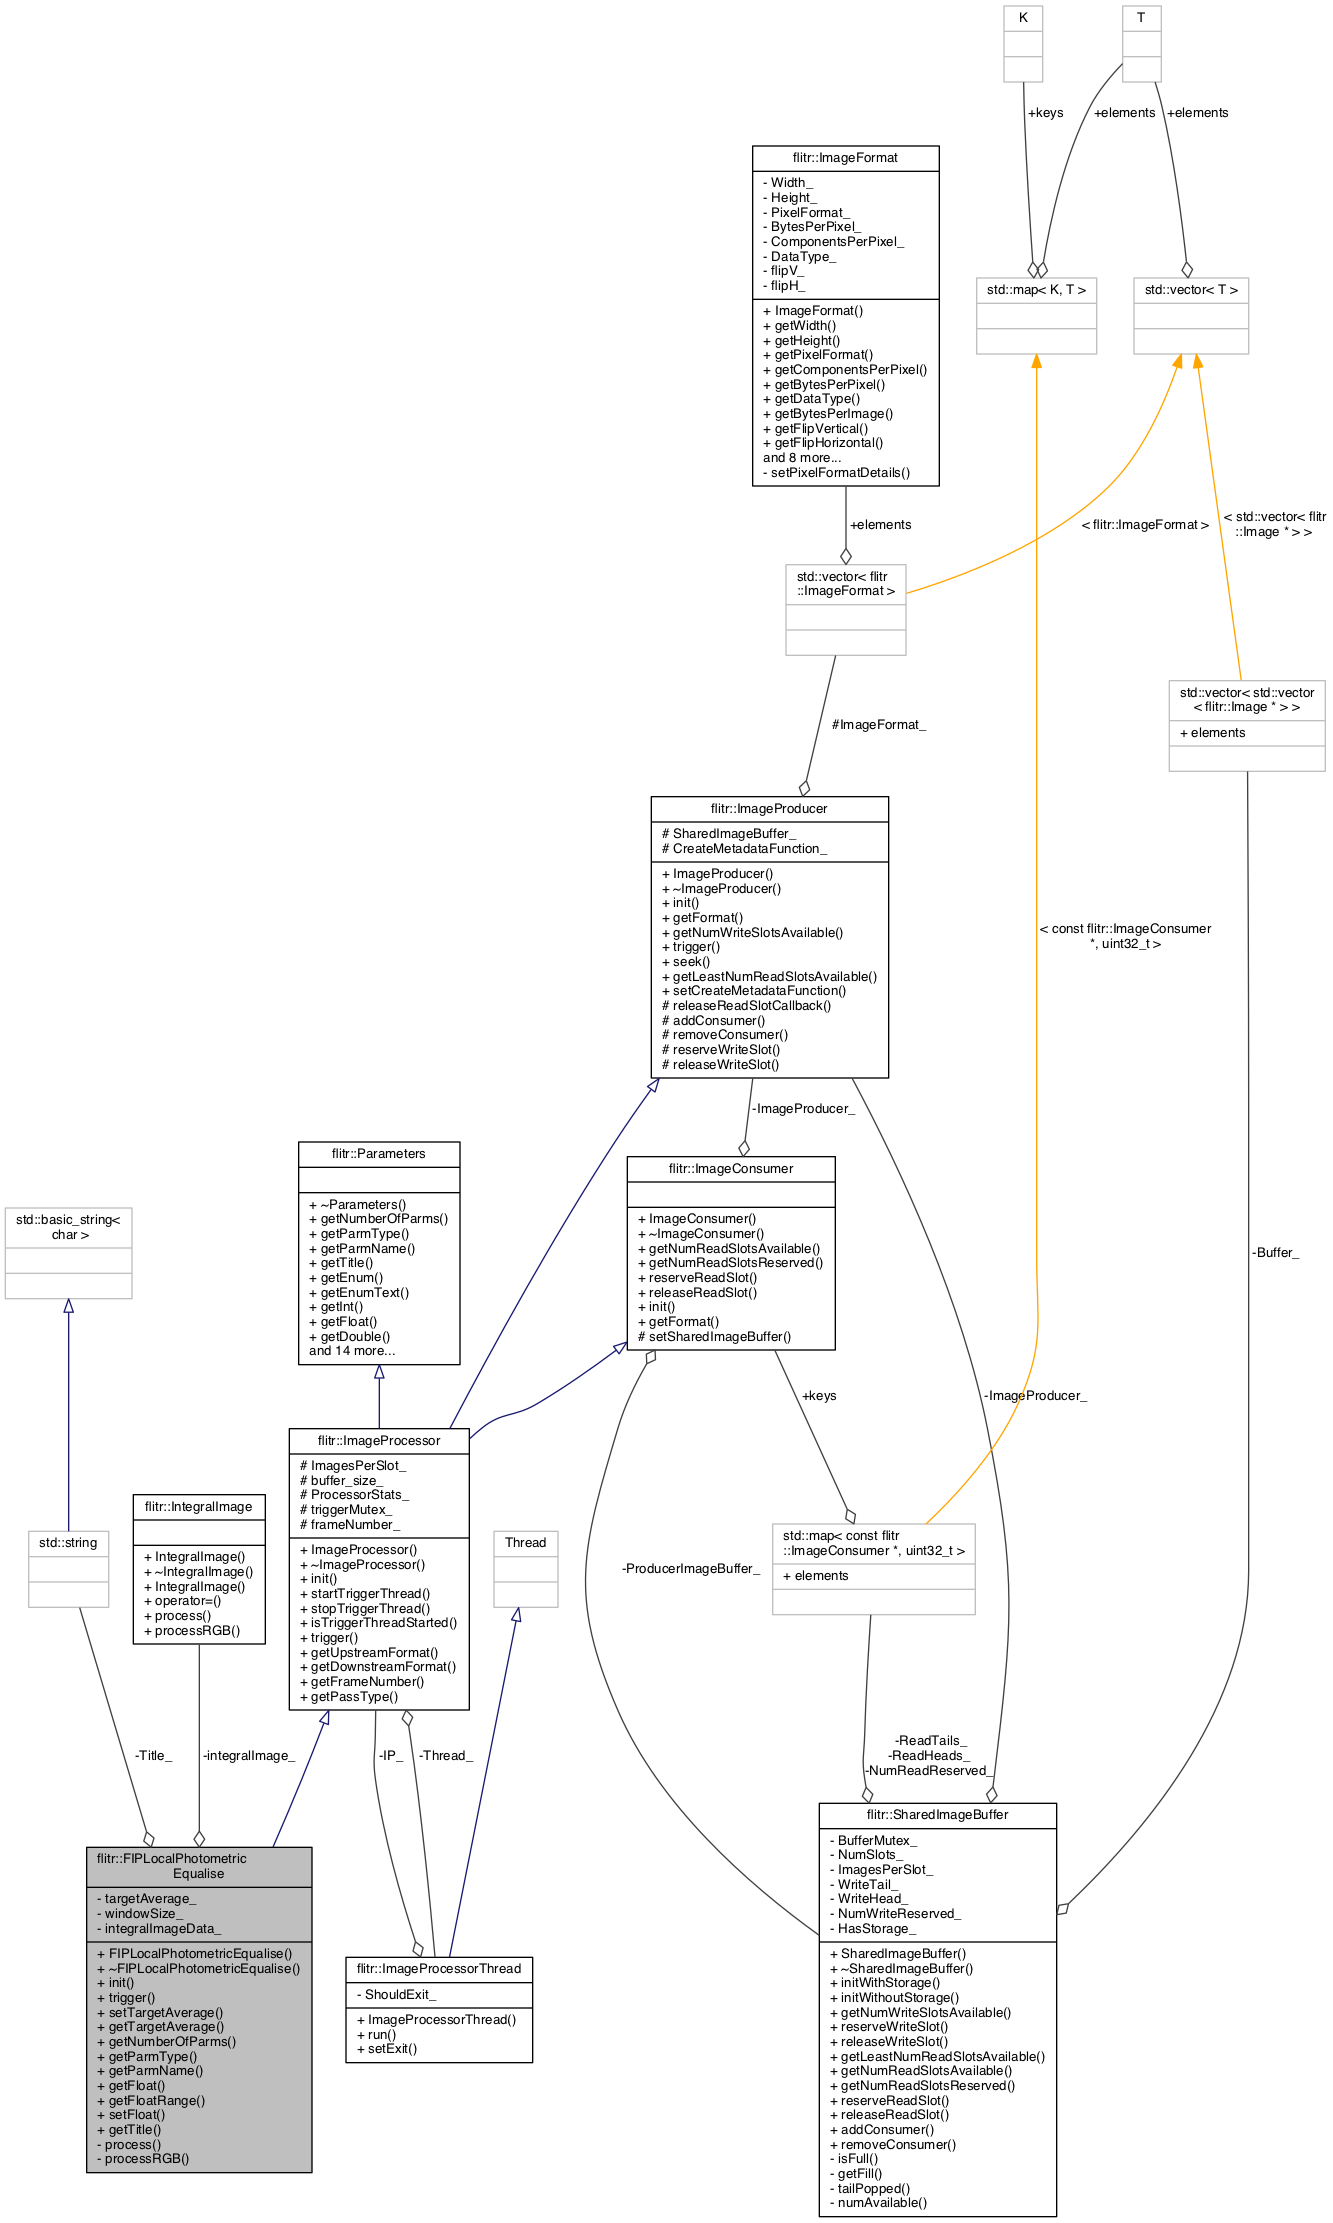 K
T
+keys
+elements
+elements
flitr::ImageFormat
- Width_
- Height_
- PixelFormat_
- BytesPerPixel_
- ComponentsPerPixel_
- DataType_
- flipV_
- flipH_
+ ImageFormat()
+ getWidth()
+ getHeight()
+ getPixelFormat()
+ getComponentsPerPixel()
+ getBytesPerPixel()
+ getDataType()
+ getBytesPerImage()
+ getFlipVertical()
+ getFlipHorizontal()
and 8 more...
- setPixelFormatDetails()
std::map< K, T >
std::vector< T >
+elements
< flitr::ImageFormat >
< std::vector< flitr
::Image * > >
std::vector< flitr
::ImageFormat >
std::vector< std::vector
< flitr::Image * > >
+ elements
#ImageFormat_
flitr::ImageProducer
# SharedImageBuffer_
# CreateMetadataFunction_
+ ImageProducer()
+ ~ImageProducer()
+ init()
+ getFormat()
+ getNumWriteSlotsAvailable()
+ trigger()
+ seek()
+ getLeastNumReadSlotsAvailable()
+ setCreateMetadataFunction()
# releaseReadSlotCallback()
# addConsumer()
# removeConsumer()
# reserveWriteSlot()
# releaseWriteSlot()
< const flitr::ImageConsumer
*, uint32_t >
-ImageProducer_
flitr::Parameters
+ ~Parameters()
+ getNumberOfParms()
+ getParmType()
+ getParmName()
+ getTitle()
+ getEnum()
+ getEnumText()
+ getInt()
+ getFloat()
+ getDouble()
and 14 more...
flitr::ImageConsumer
+ ImageConsumer()
+ ~ImageConsumer()
+ getNumReadSlotsAvailable()
+ getNumReadSlotsReserved()
+ reserveReadSlot()
+ releaseReadSlot()
+ init()
+ getFormat()
# setSharedImageBuffer()
std::basic_string<
char >
-Buffer_
+keys
-ImageProducer_
flitr::ImageProcessor
# ImagesPerSlot_
# buffer_size_
# ProcessorStats_
# triggerMutex_
# frameNumber_
+ ImageProcessor()
+ ~ImageProcessor()
+ init()
+ startTriggerThread()
+ stopTriggerThread()
+ isTriggerThreadStarted()
+ trigger()
+ getUpstreamFormat()
+ getDownstreamFormat()
+ getFrameNumber()
+ getPassType()
flitr::IntegralImage
+ IntegralImage()
+ ~IntegralImage()
+ IntegralImage()
+ operator=()
+ process()
+ processRGB()
std::string
Thread
std::map< const flitr
::ImageConsumer *, uint32_t >
+ elements
-ProducerImageBuffer_
-Title_
-integralImage_
-IP_
-Thread_
-ReadTails_
-ReadHeads_
-NumReadReserved_
flitr::FIPLocalPhotometric
Equalise
- targetAverage_
- windowSize_
- integralImageData_
+ FIPLocalPhotometricEqualise()
+ ~FIPLocalPhotometricEqualise()
+ init()
+ trigger()
+ setTargetAverage()
+ getTargetAverage()
+ getNumberOfParms()
+ getParmType()
+ getParmName()
+ getFloat()
+ getFloatRange()
+ setFloat()
+ getTitle()
- process()
- processRGB()
flitr::ImageProcessorThread
- ShouldExit_
+ ImageProcessorThread()
+ run()
+ setExit()
flitr::SharedImageBuffer
- BufferMutex_
- NumSlots_
- ImagesPerSlot_
- WriteTail_
- WriteHead_
- NumWriteReserved_
- HasStorage_
+ SharedImageBuffer()
+ ~SharedImageBuffer()
+ initWithStorage()
+ initWithoutStorage()
+ getNumWriteSlotsAvailable()
+ reserveWriteSlot()
+ releaseWriteSlot()
+ getLeastNumReadSlotsAvailable()
+ getNumReadSlotsAvailable()
+ getNumReadSlotsReserved()
+ reserveReadSlot()
+ releaseReadSlot()
+ addConsumer()
+ removeConsumer()
- isFull()
- getFill()
- tailPopped()
- numAvailable()